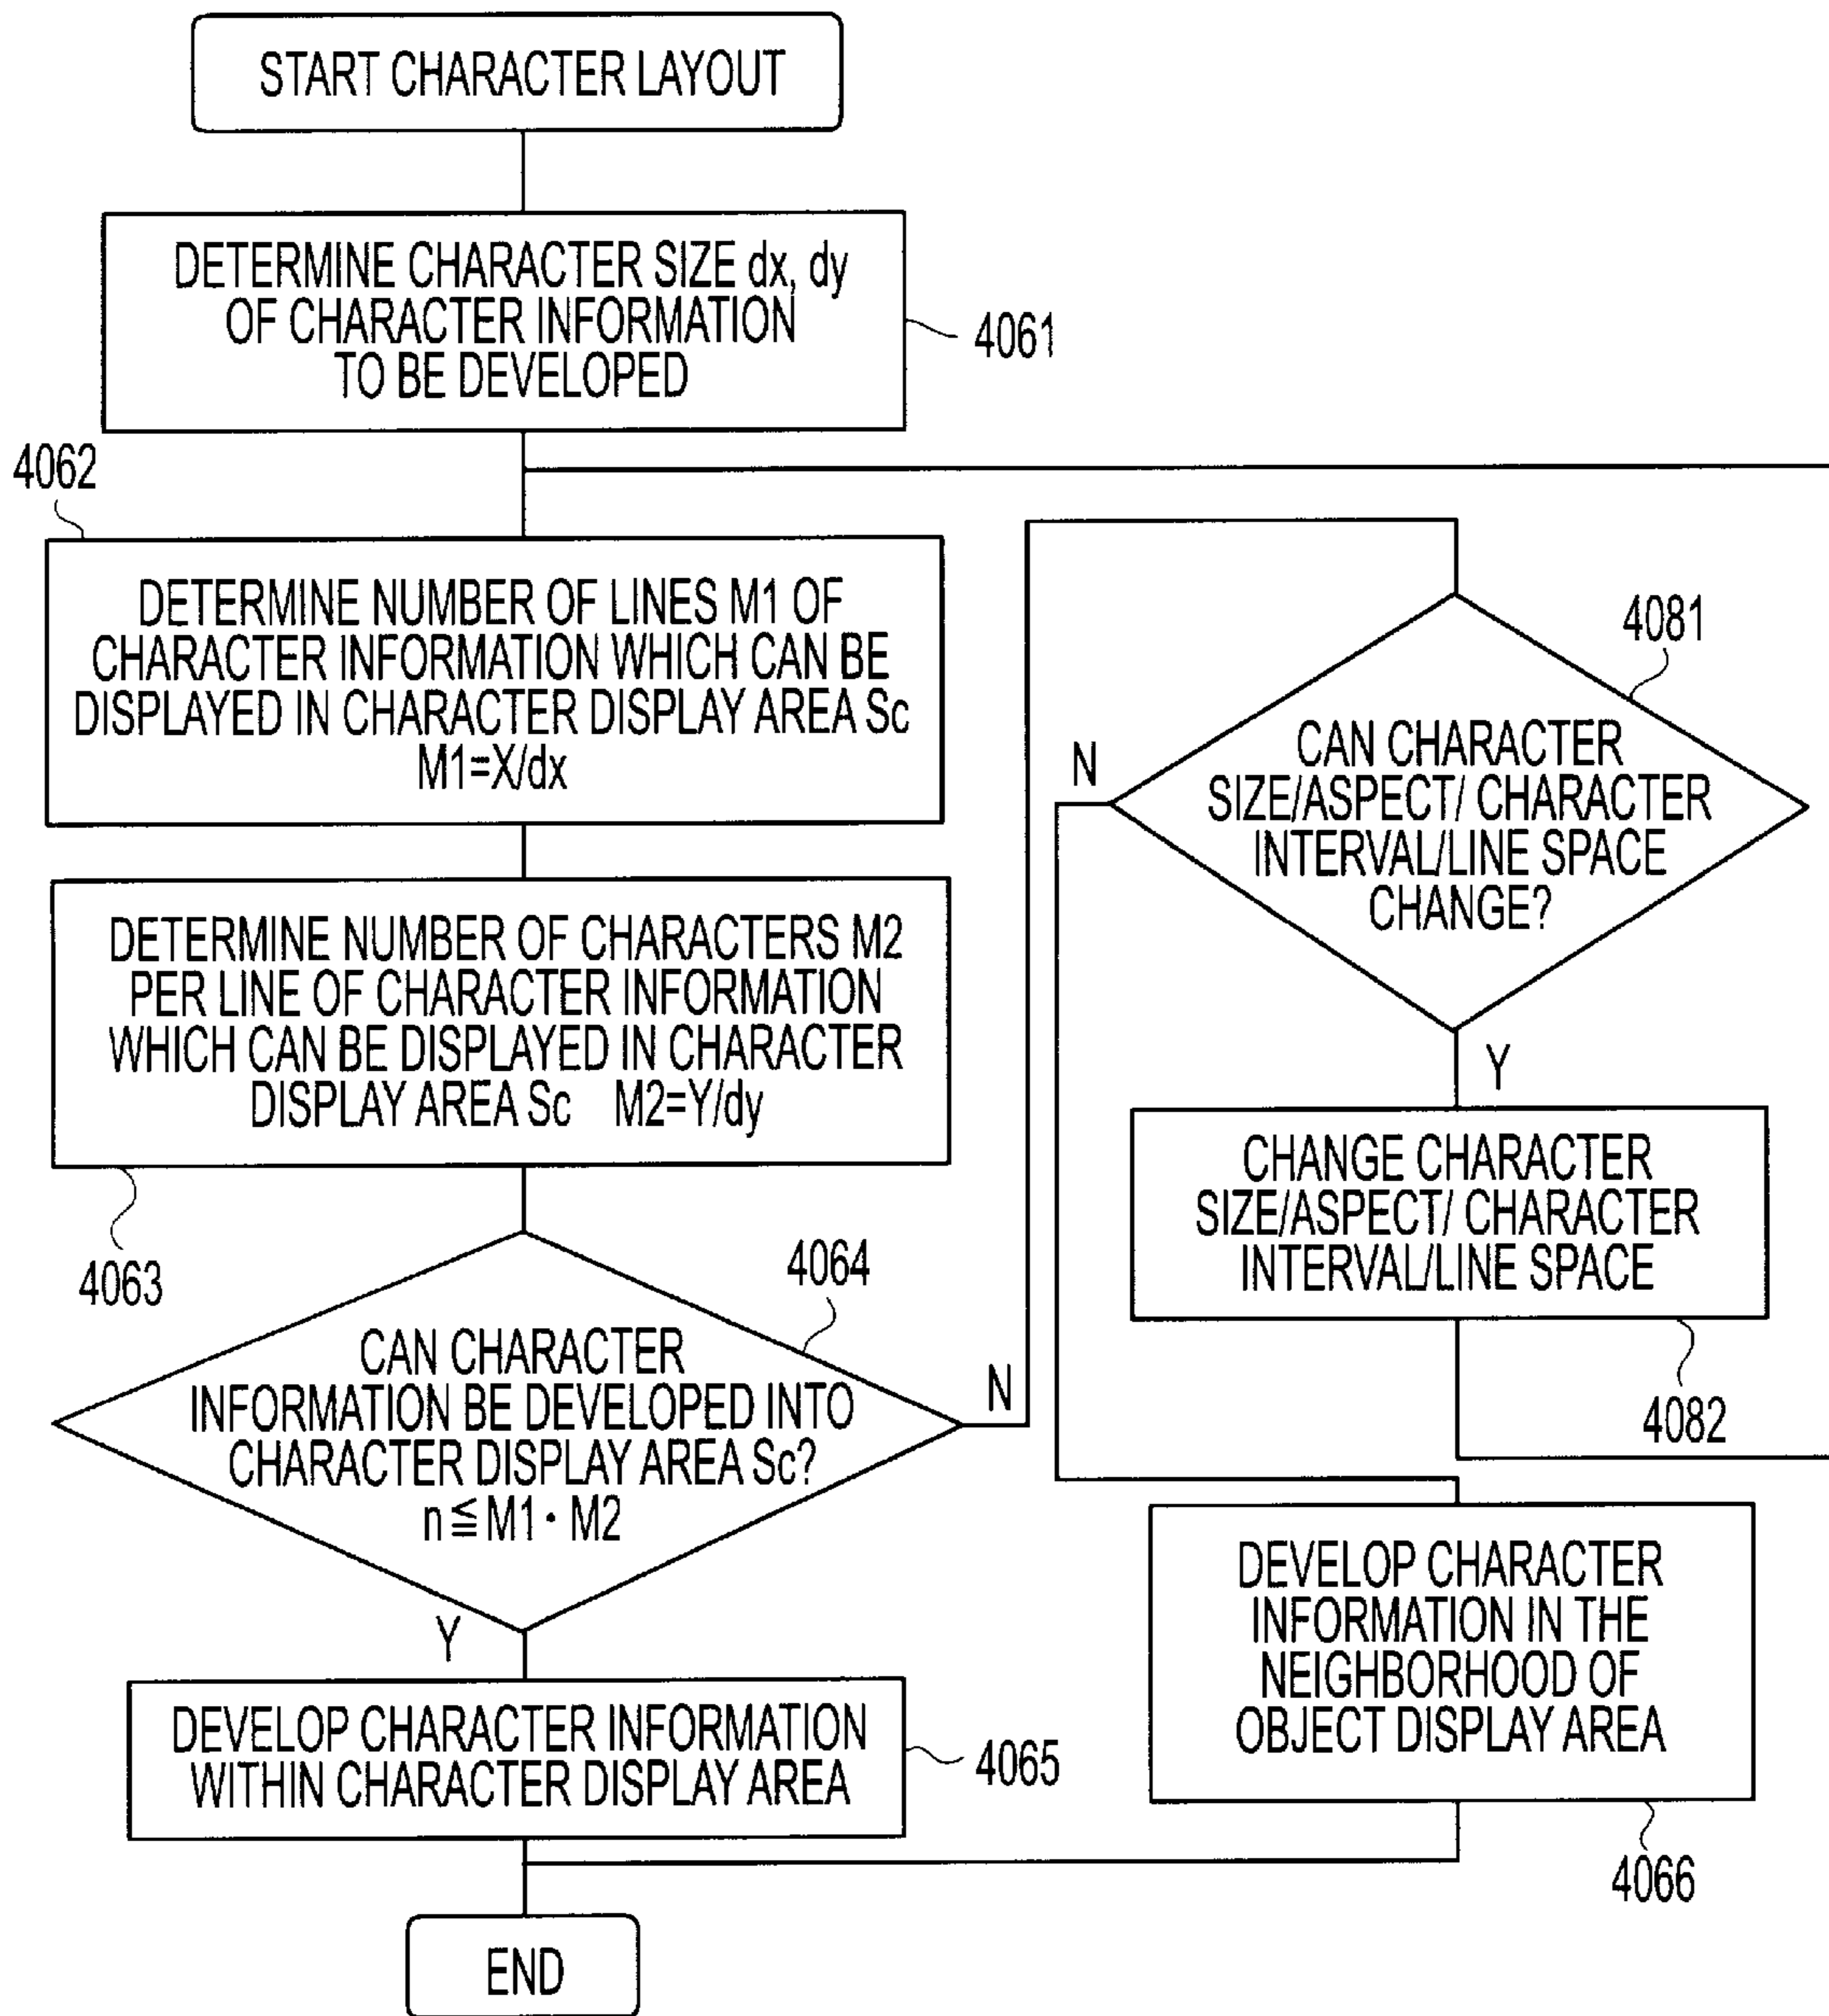 START CHARACTER LAYOUT
DETERMINE CHARACTER SIZE dx, dy
OF CHARACTER INFORMATION
TO BE DEVELOPED
4061
4062
DETERMINE NUMBER OF LINES M1 OF
CHARACTER INFORMATION WHICH CAN BE
DISPLAYED IN CHARACTER DISPLAY AREA Sc
M1=X/dx
DETERMINE NUMBER OF CHARACTERS M2
PER LINE OF CHARACTER INFORMATION
WHICH CAN BE DISPLAYED IN CHARACTER
DISPLAY AREA Sc M2=Y/dy
4063
4064
CAN CHARACTER
INFORMATION BE DEVELOPED INTO
CHARACTER DISPLAY AREA Sc?
n≦M1・M2
N
Y
DEVELOP CHARACTER INFORMATION
WITHIN CHARACTER DISPLAY AREA
4065
4081
CAN CHARACTER
SIZE/ASPECT/ CHARACTER
INTERVAL/LINE SPACE
CHANGE?
N
Y
CHANGE CHARACTER
SIZE/ASPECT/ CHARACTER
INTERVAL/LINE SPACE
4082
DEVELOP CHARACTER
INFORMATION IN THE
NEIGHBORHOOD OF
OBJECT DISPLAY AREA
4066
END